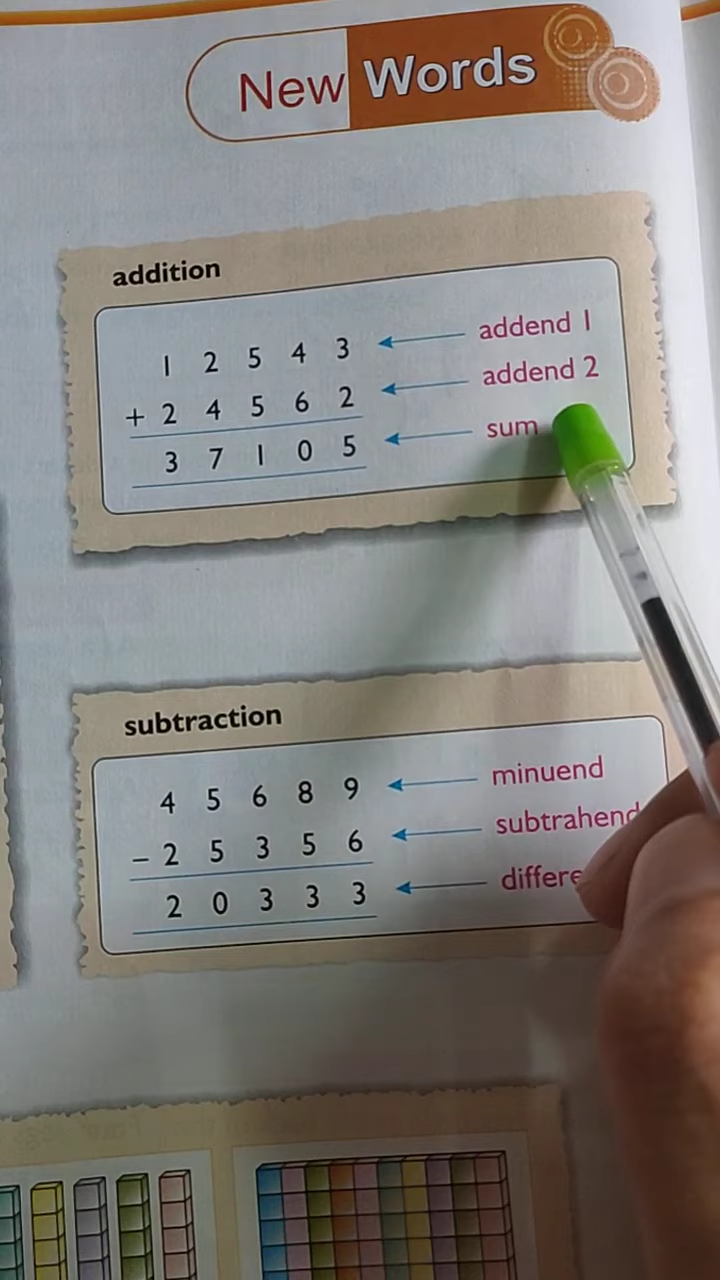 New Words
addition
1 2 5 4 3 addend 1
+ 2 4 5 6 2 addend 2
3 7 1 0 5 sum
subtraction
4 5 6 8 9 minuend
- 2 5 3 5 6 subtrahend
2 0 3 3 3 differe